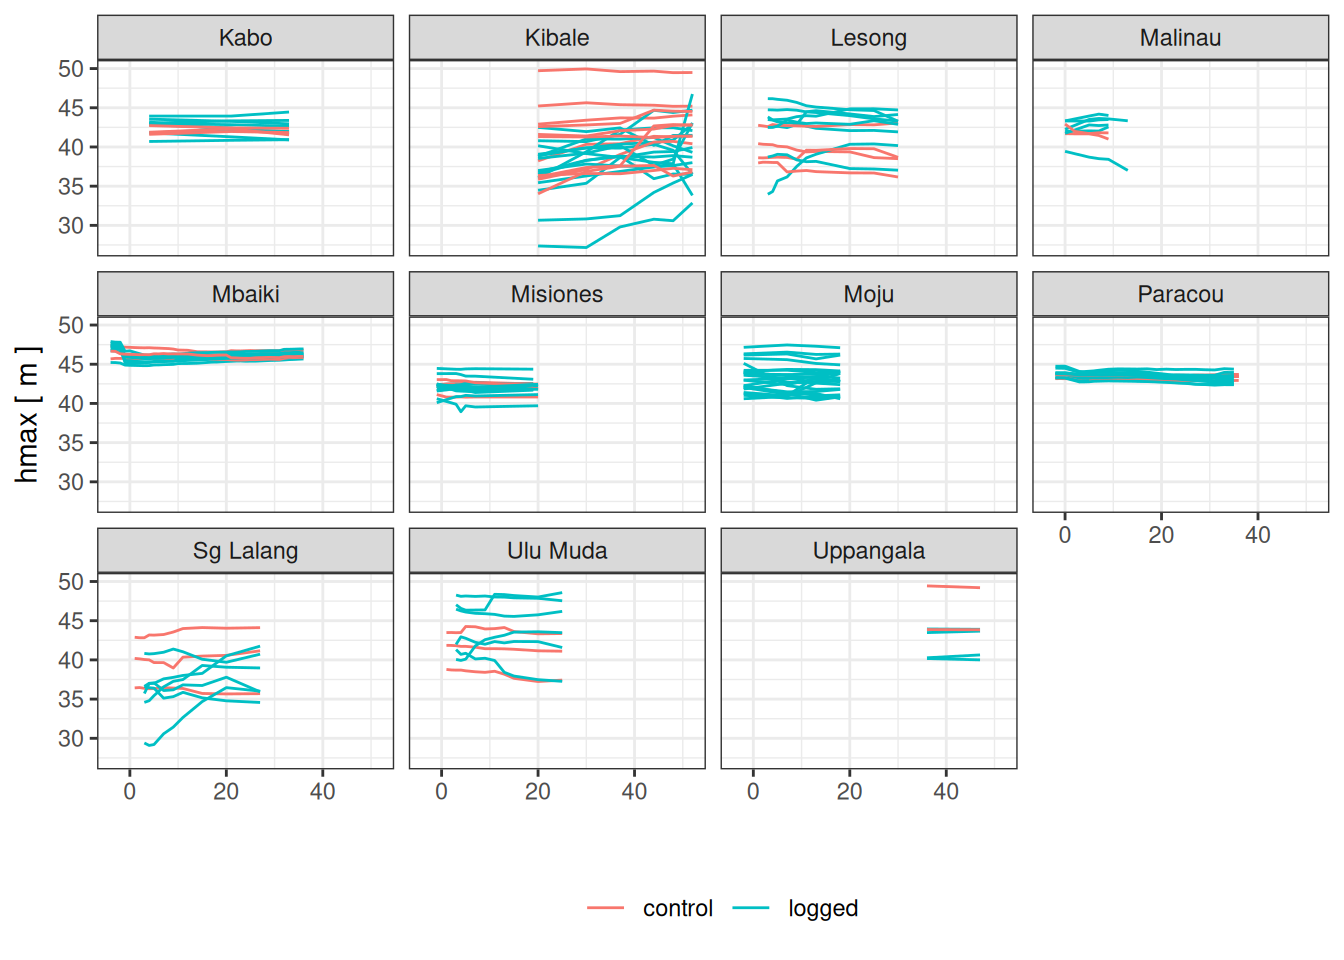 Kabo Kibale Lesong Malinau
50
45
40
35
30
Mbaiki Misiones Moju Paracou
50
45
40
35
30
hmax [ m ]
0 20 40
Sg Lalang Ulu Muda Uppangala
50
45
40
35
30
0 20 40 0 20 40 0 20 40
control logged